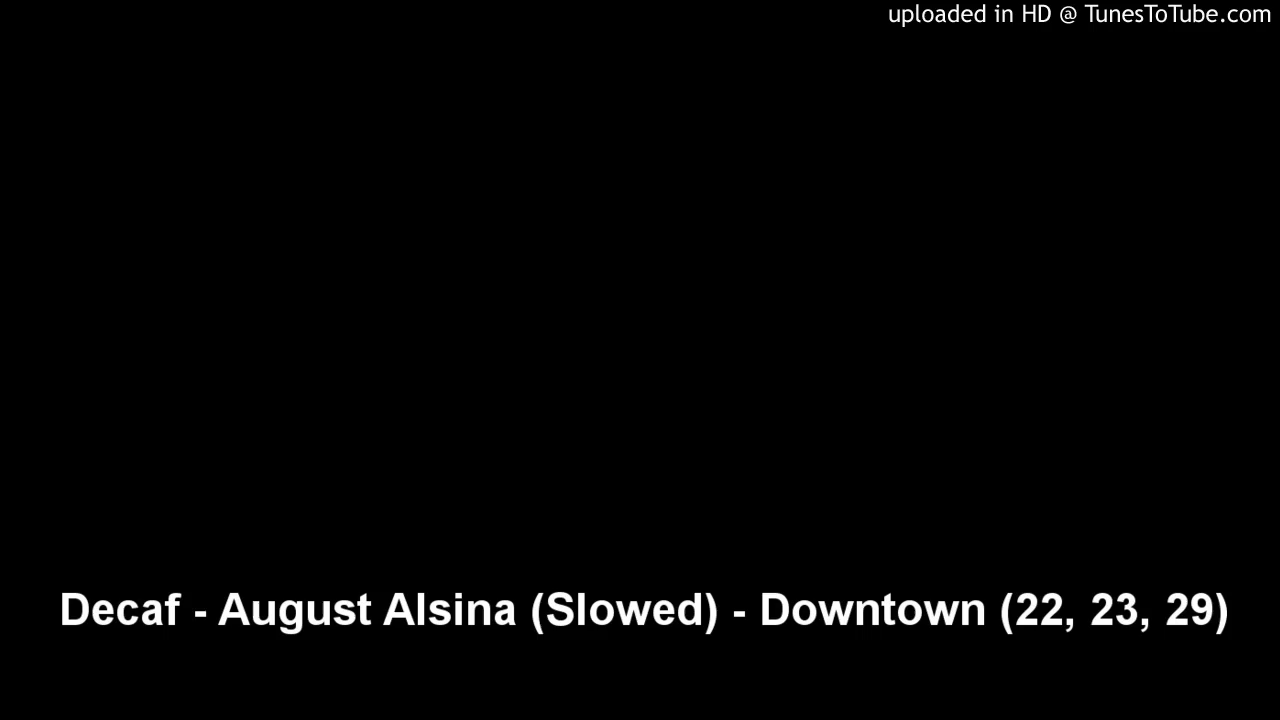 uploaded in HD @ TunesToTube.com
Decaf - August Alsina (Slowed) - Downtown (22, 23, 29)